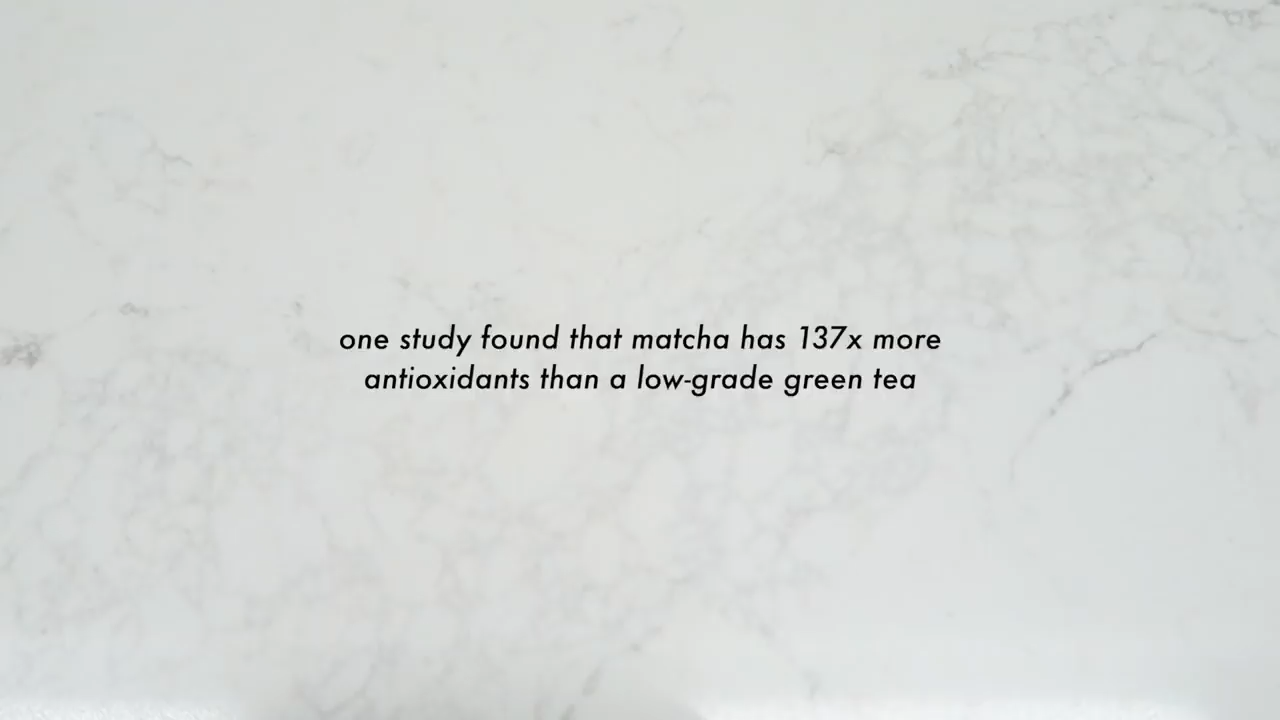 one study found that matcha has 137x more
antioxidants than a low-grade green tea